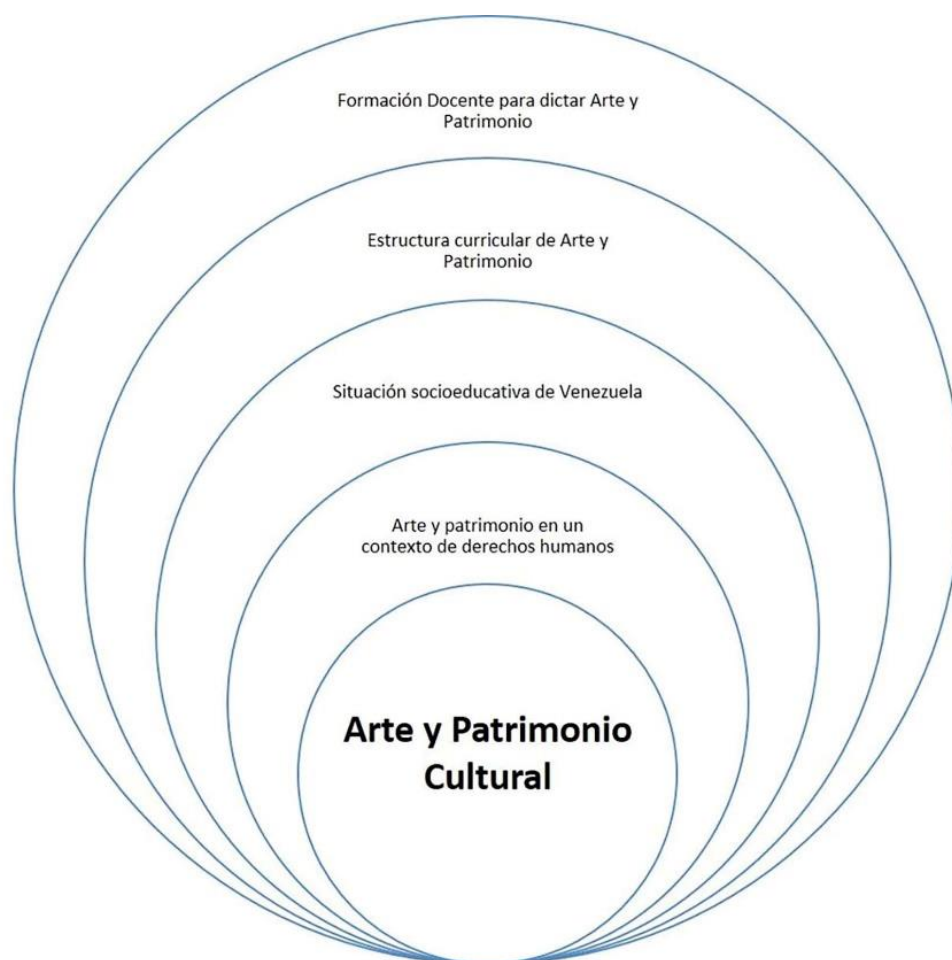 Formación Docente para dictar Arte y
Patrimonio
Estructura curricular de Arte y
Patrimonio
Situación socioeducativa de Venezuela
Arte y patrimonio en un
contexto de derechos humanos
Arte y Patrimonio
Cultural